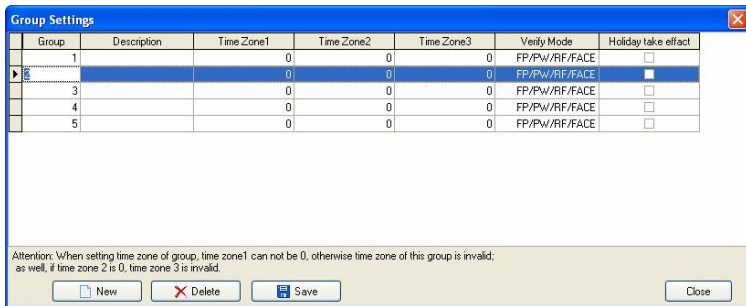 Group Settings
Group Description Time Zone1 Time Zone2 Time Zone3 Verify Mode Holiday take effact
1 0 0 0 FP/PW/RF/FACE
2 0 0 0 FP/PW/RF/FACE
3 0 0 0 FP/PW/RF/FACE
4 0 0 0 FP/PW/RF/FACE
5 0 0 0 FP/PW/RF/FACE
Attention: When setting time zone of group, time zone1 can not be 0, otherwise time zone of this group is invalid;
as well, if time zone 2 is 0, time zone 3 is invalid.
New Delete Save Close